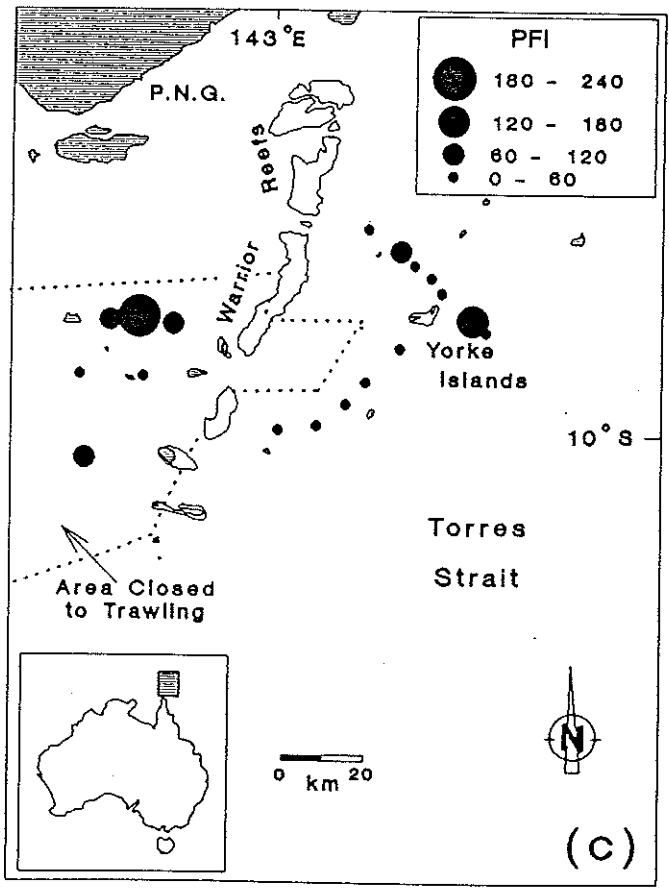 143 °E
P.N.G.
PFI
180 - 240
120 - 180
60 - 120
0 - 60
Reefs
Warrior
Yorke
Islands
10° S
Torres
Strait
Area Closed
to Trawling
0 20
km
N
(c)